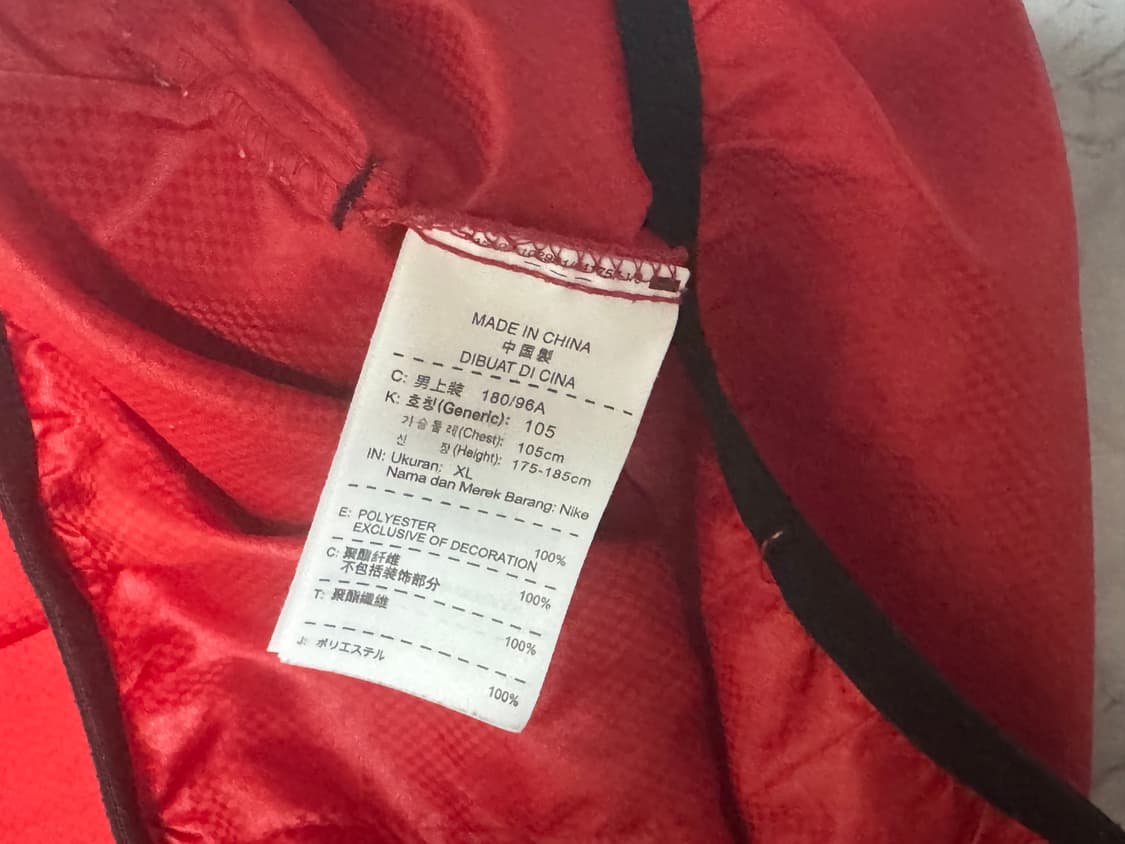 MADE IN CHINA
中国製
DIBUAT DI CINA
C: 男上装 180/96A
K: 호칭(Generic): 105
가슴둘레(Chest): 105cm
신 장(Height): 175-185cm
IN: Ukuran: XL
Nama dan Merek Barang: Nike
E: POLYESTER 100%
EXCLUSIVE OF DECORATION
C: 聚酯纤维 100%
不包括装饰部分
T: 聚酯纖維 100%
J: ポリエステル 100%